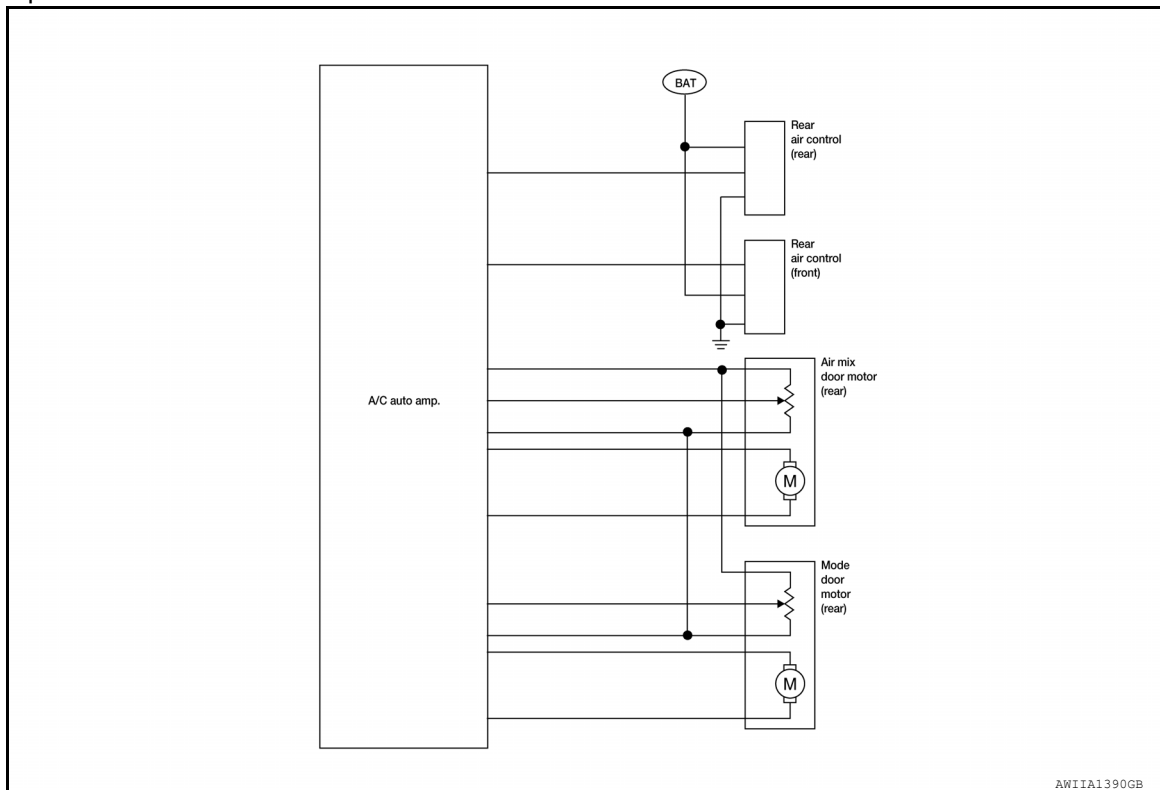 BAT
Rear
air control
(rear)
Rear
air control
(front)
A/C auto amp.
Air mix
door motor
(rear)
M
Mode
door
motor
(rear)
M
AWIIA1390GB